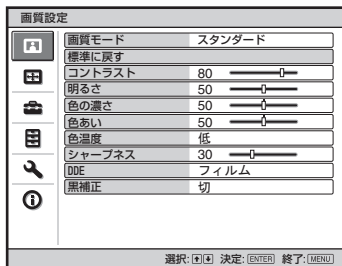 画質設定
画質モード スタンダード
標準に戻す
コントラスト 80
明るさ 50
色の濃さ 50
色あい 50
色温度 低
シャープネス 30
DDE フィルム
黒補正 切
選択: 決定: ENTER 終了: MENU